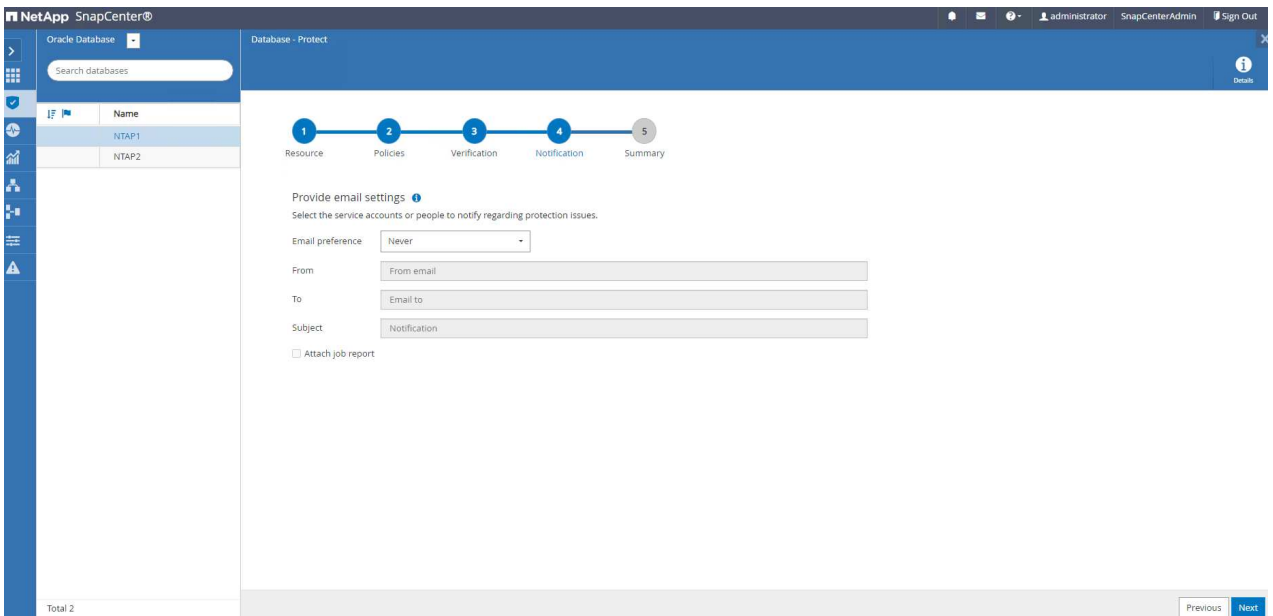 NetApp SnapCenter®
administrator SnapCenterAdmin Sign Out
Oracle Database
Database - Protect
Search databases
Details
Name
NTAP1
NTAP2
1 2 3 4 5
Resource Policies Verification Notification Summary
Provide email settings
Select the service accounts or people to notify regarding protection issues.
Email preference Never
From From email
To Email to
Subject Notification
Attach job report
Total 2
Previous Next